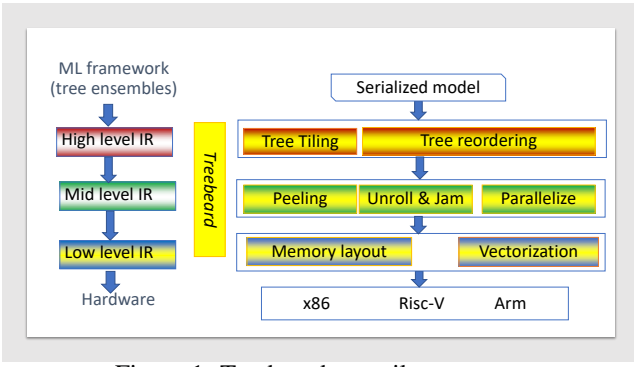 ML framework
(tree ensembles)
High level IR
Mid level IR
Low level IR
Hardware
Treebeard
Serialized model
Tree Tiling Tree reordering
Peeling Unroll & Jam Parallelize
Memory layout Vectorization
x86 Risc-V Arm